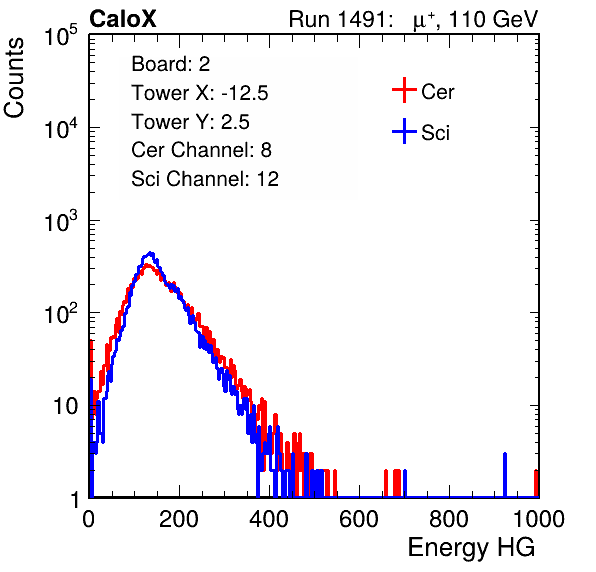 CaloX
Run 1491: μ⁺, 110 GeV
Counts
10⁵
10⁴
10³
10²
10
1
Board: 2
Tower X: -12.5
Tower Y: 2.5
Cer Channel: 8
Sci Channel: 12
Cer
Sci
0 200 400 600 800 1000
Energy HG